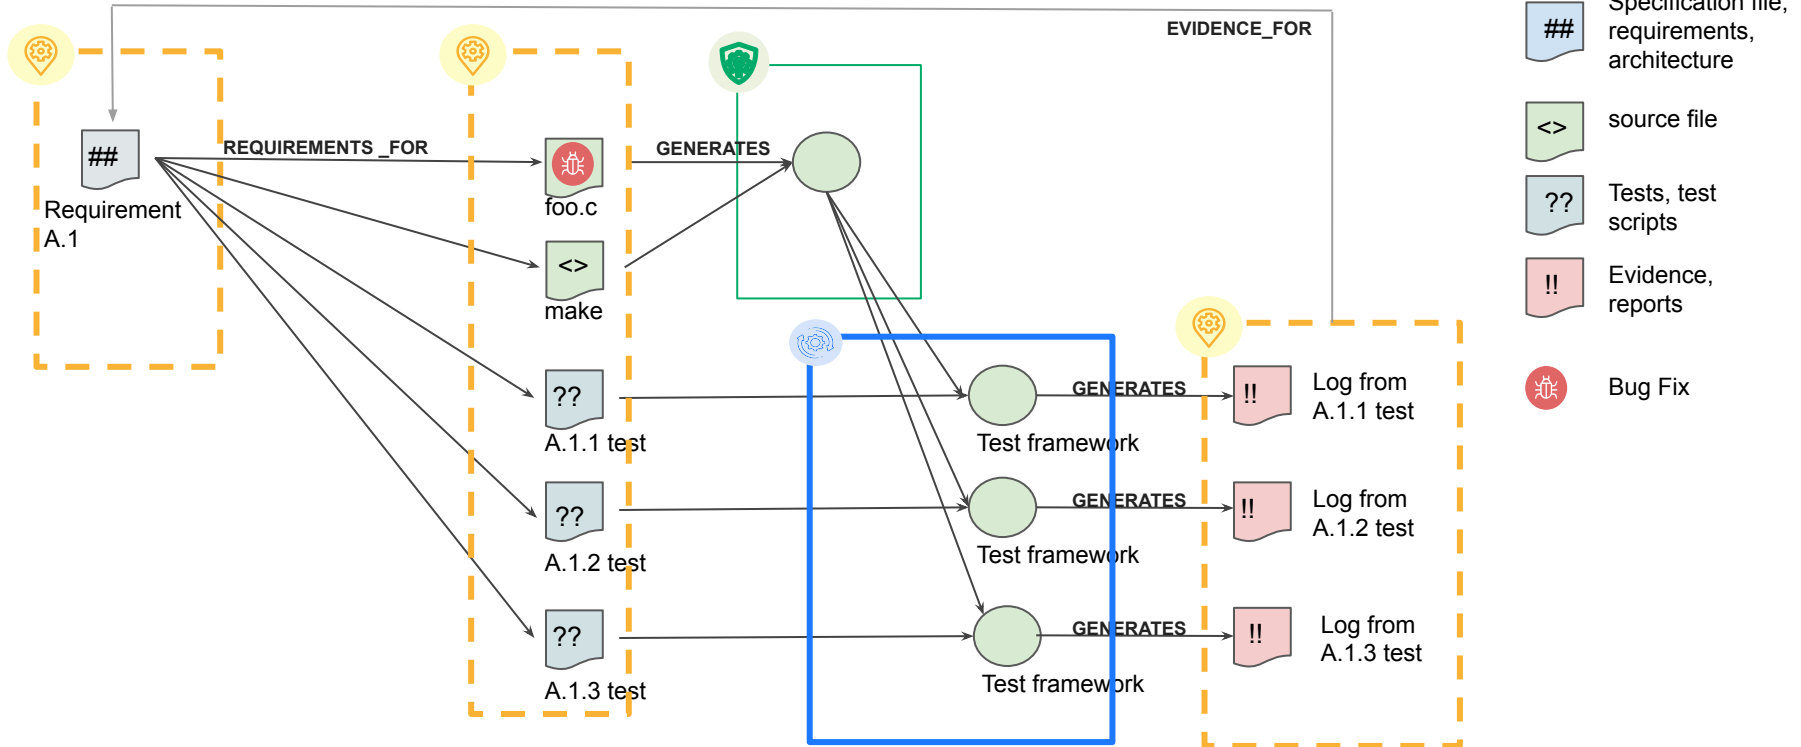 EVIDENCE_FOR
##
Requirement
A.1
REQUIREMENTS _FOR
foo.c
<>
make
??
A.1.1 test
??
A.1.2 test
??
A.1.3 test
GENERATES
Test framework
Test framework
Test framework
GENERATES
GENERATES
GENERATES
!!
Log from
A.1.1 test
!!
Log from
A.1.2 test
!!
Log from
A.1.3 test
##
Specification file,
requirements,
architecture
<>
source file
??
Tests, test
scripts
!!
Evidence,
reports
Bug Fix